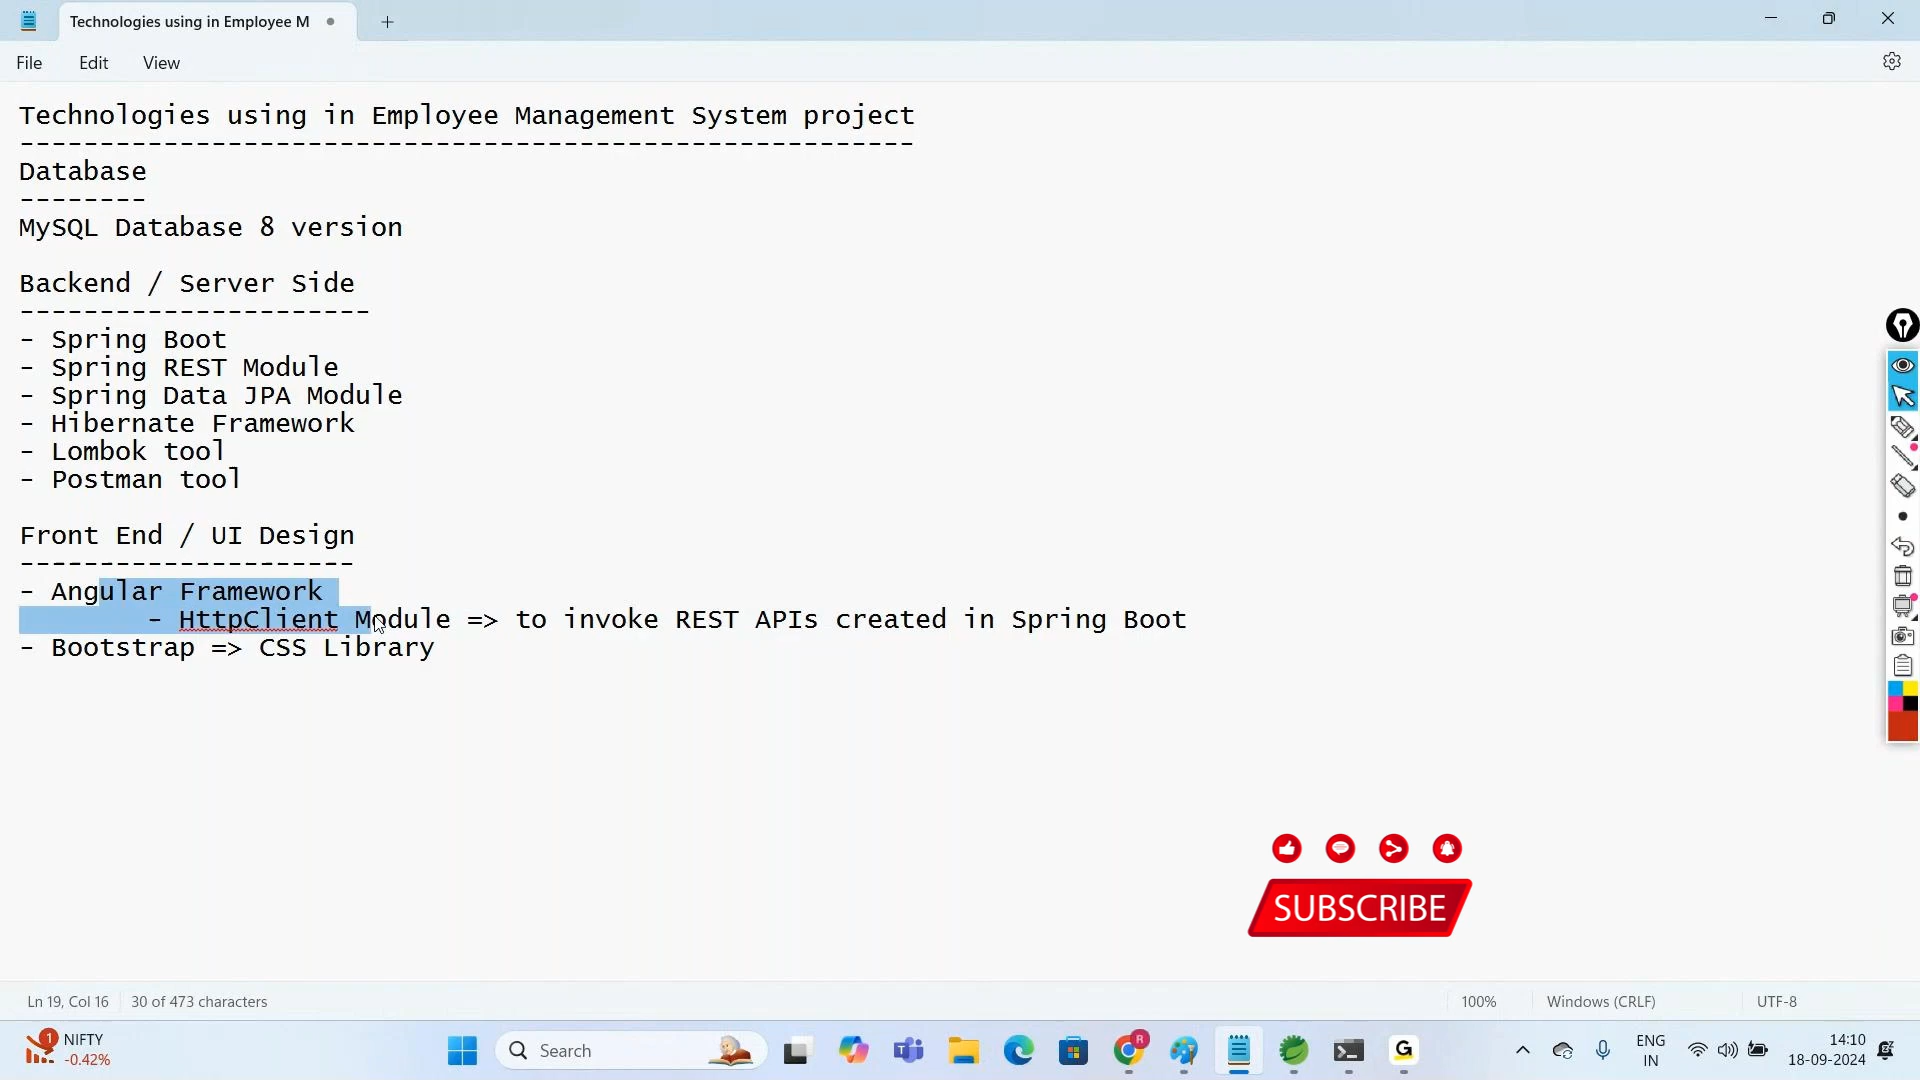 Technologies using in Employee M
File Edit View
Technologies using in Employee Management System project
--------------------------------------------------------
Database
--------
MySQL Database 8 version
Backend / Server Side
----------------------
- Spring Boot
- Spring REST Module
- Spring Data JPA Module
- Hibernate Framework
- Lombok tool
- Postman tool
Front End / UI Design
---------------------
- Angular Framework
- HttpClient Module => to invoke REST APIs created in Spring Boot
- Bootstrap => CSS Library
SUBSCRIBE
Ln 19, Col 16 30 of 473 characters 100% Windows (CRLF) UTF-8
1 NIFTY
-0.42%
Search
R
G
ENG
IN
14:10
18-09-2024